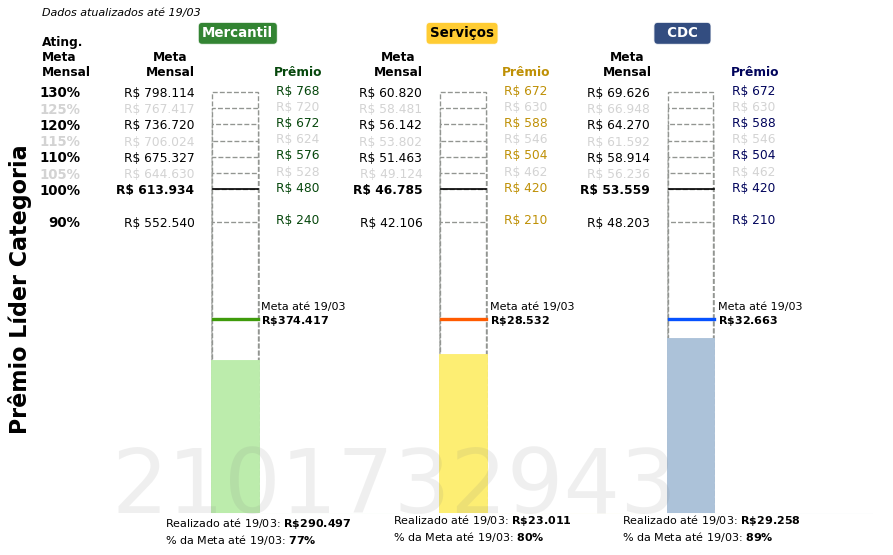 Dados atualizados até 19/03
Mercantil Serviços CDC
Ating. Meta Mensal
Meta Mensal Prêmio Meta Mensal Prêmio Meta Mensal Prêmio
130% R$ 798.114 R$ 768 R$ 60.820 R$ 672 R$ 69.626 R$ 672
125% R$ 767.417 R$ 720 R$ 58.481 R$ 630 R$ 66.948 R$ 630
120% R$ 736.720 R$ 672 R$ 56.142 R$ 588 R$ 64.270 R$ 588
115% R$ 706.024 R$ 624 R$ 53.802 R$ 546 R$ 61.592 R$ 546
110% R$ 675.327 R$ 576 R$ 51.463 R$ 504 R$ 58.914 R$ 504
105% R$ 644.630 R$ 528 R$ 49.124 R$ 462 R$ 56.236 R$ 462
100% R$ 613.934 R$ 480 R$ 46.785 R$ 420 R$ 53.559 R$ 420
90% R$ 552.540 R$ 240 R$ 42.106 R$ 210 R$ 48.203 R$ 210
Prêmio Líder Categoria
Meta até 19/03 Meta até 19/03 Meta até 19/03
R$374.417 R$28.532 R$32.663
2101732943
Realizado até 19/03: R$290.497 Realizado até 19/03: R$23.011 Realizado até 19/03: R$29.258
% da Meta até 19/03: 77% % da Meta até 19/03: 80% % da Meta até 19/03: 89%